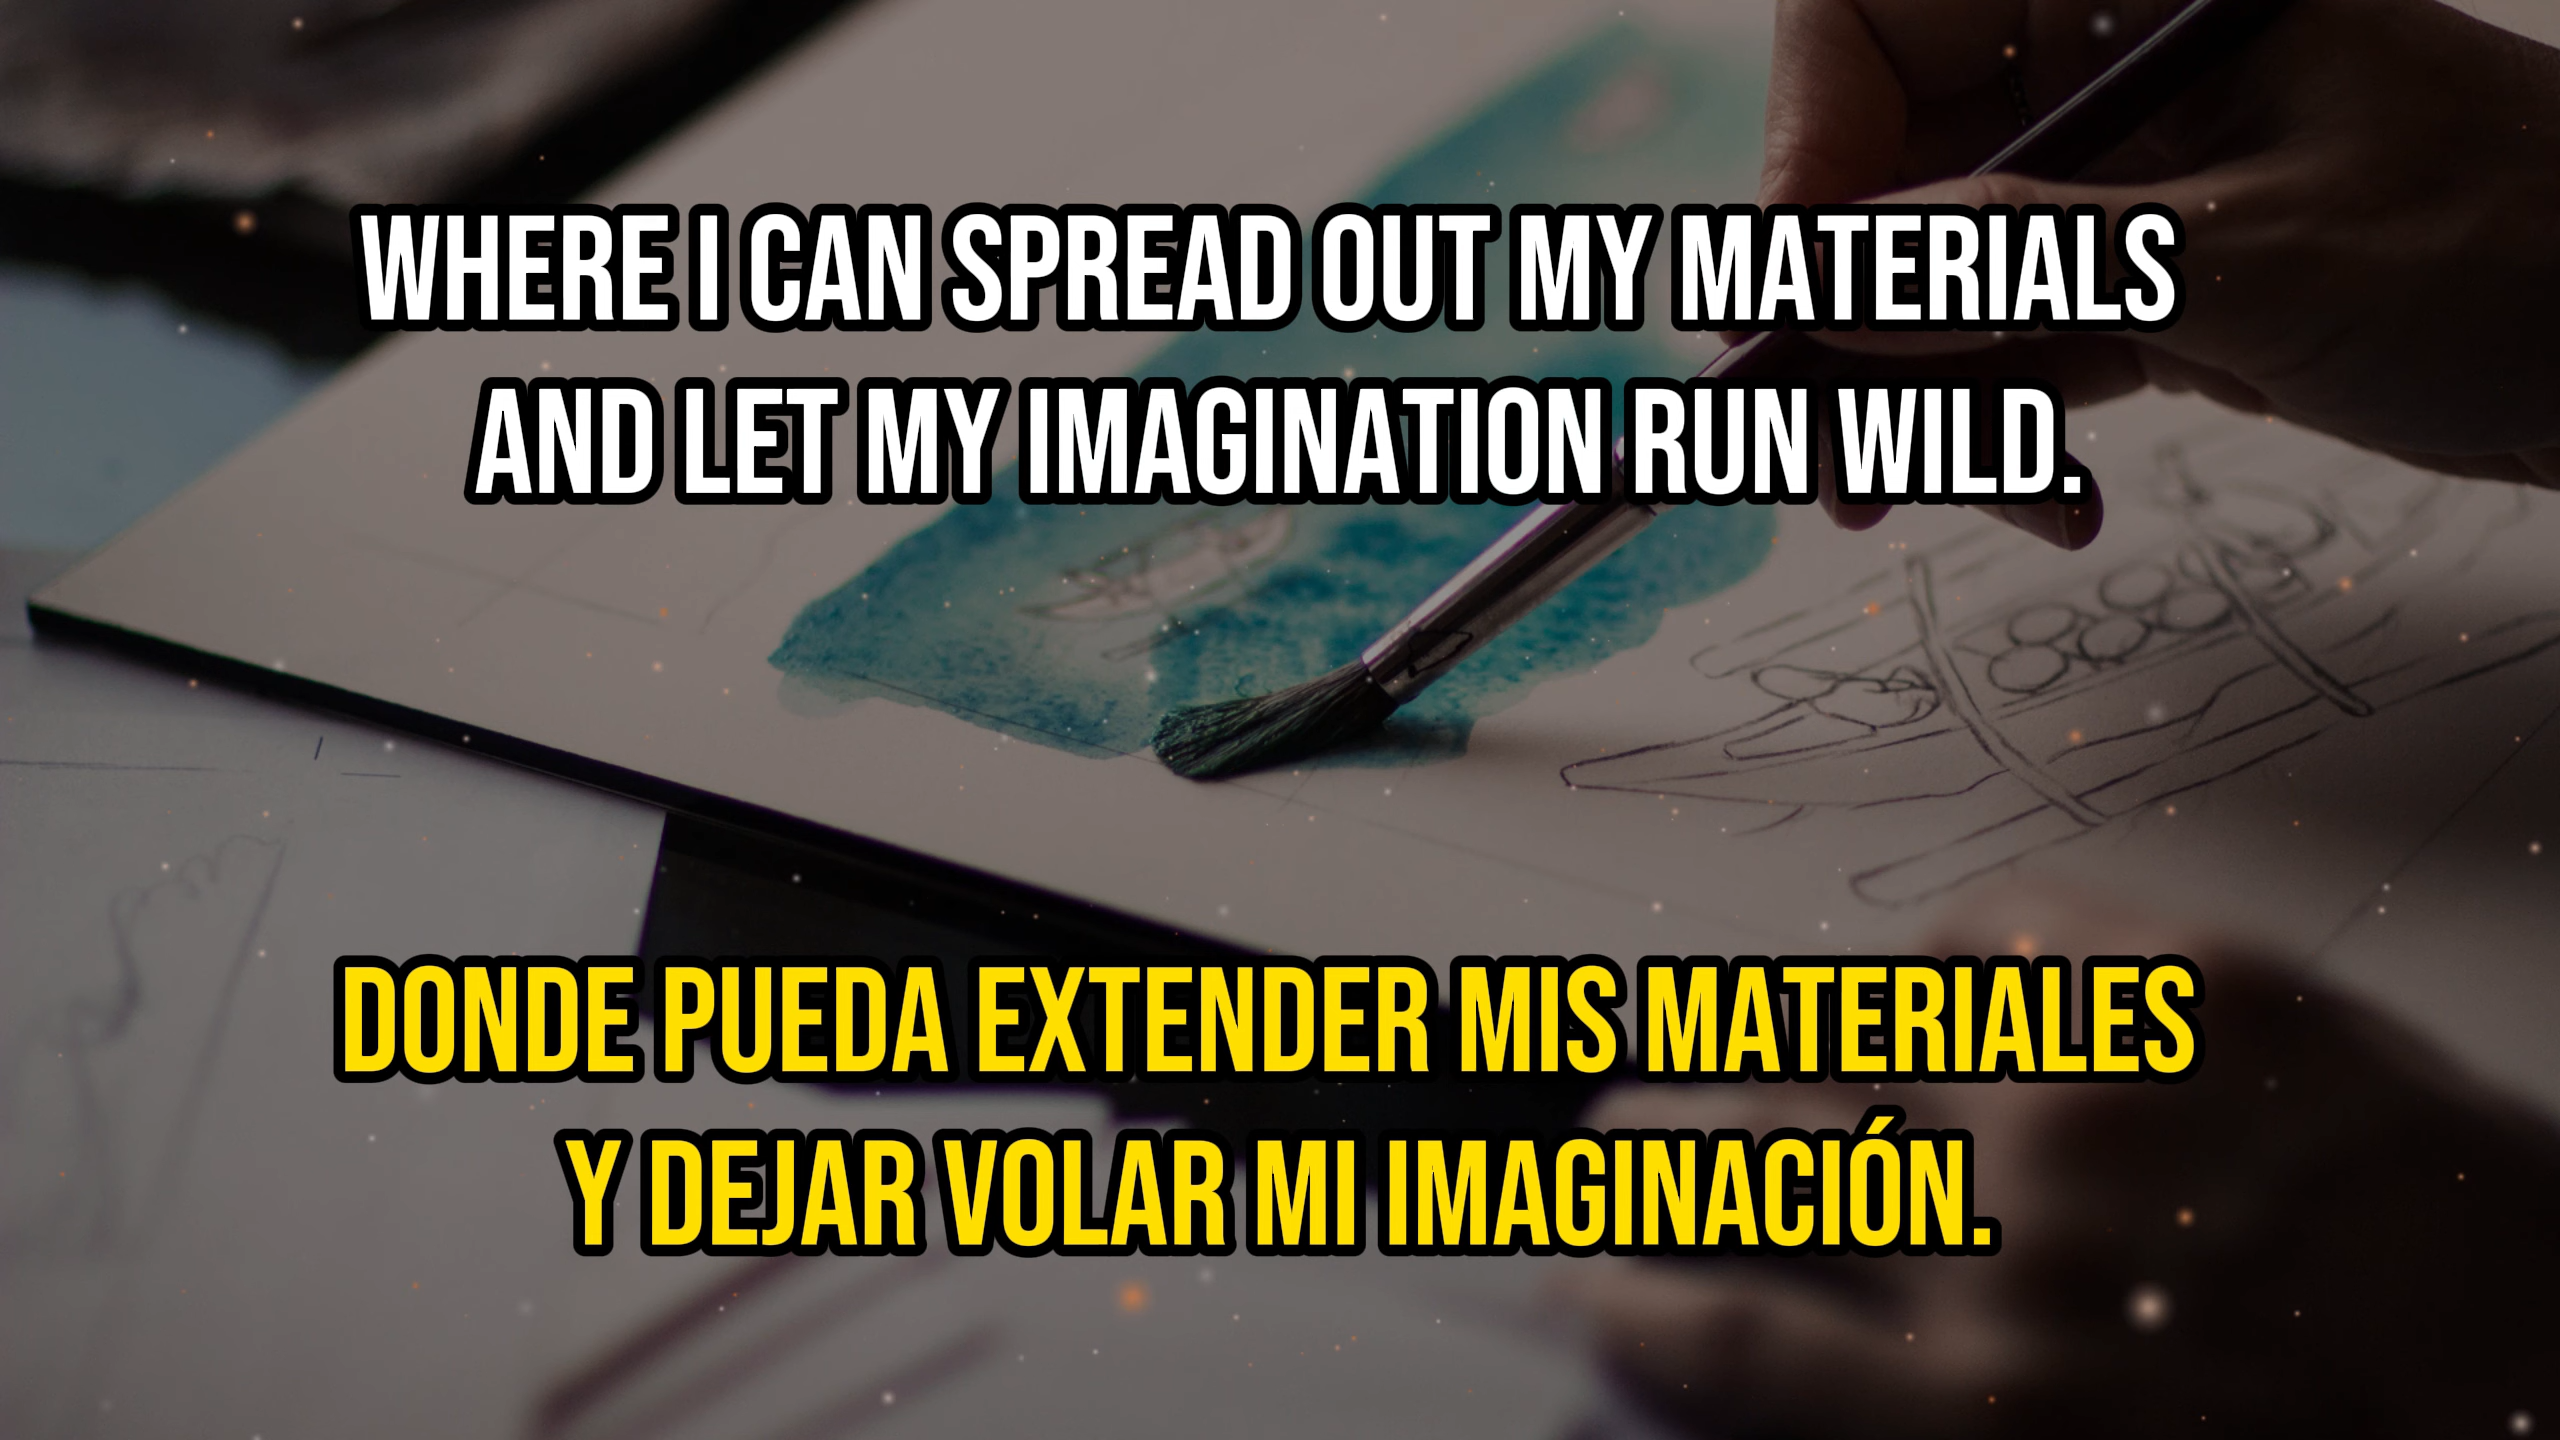 WHERE I CAN SPREAD OUT MY MATERIALS
AND LET MY IMAGINATION RUN WILD.
DONDE PUEDA EXTENDER MIS MATERIALES
Y DEJAR VOLAR MI IMAGINACIÓN.